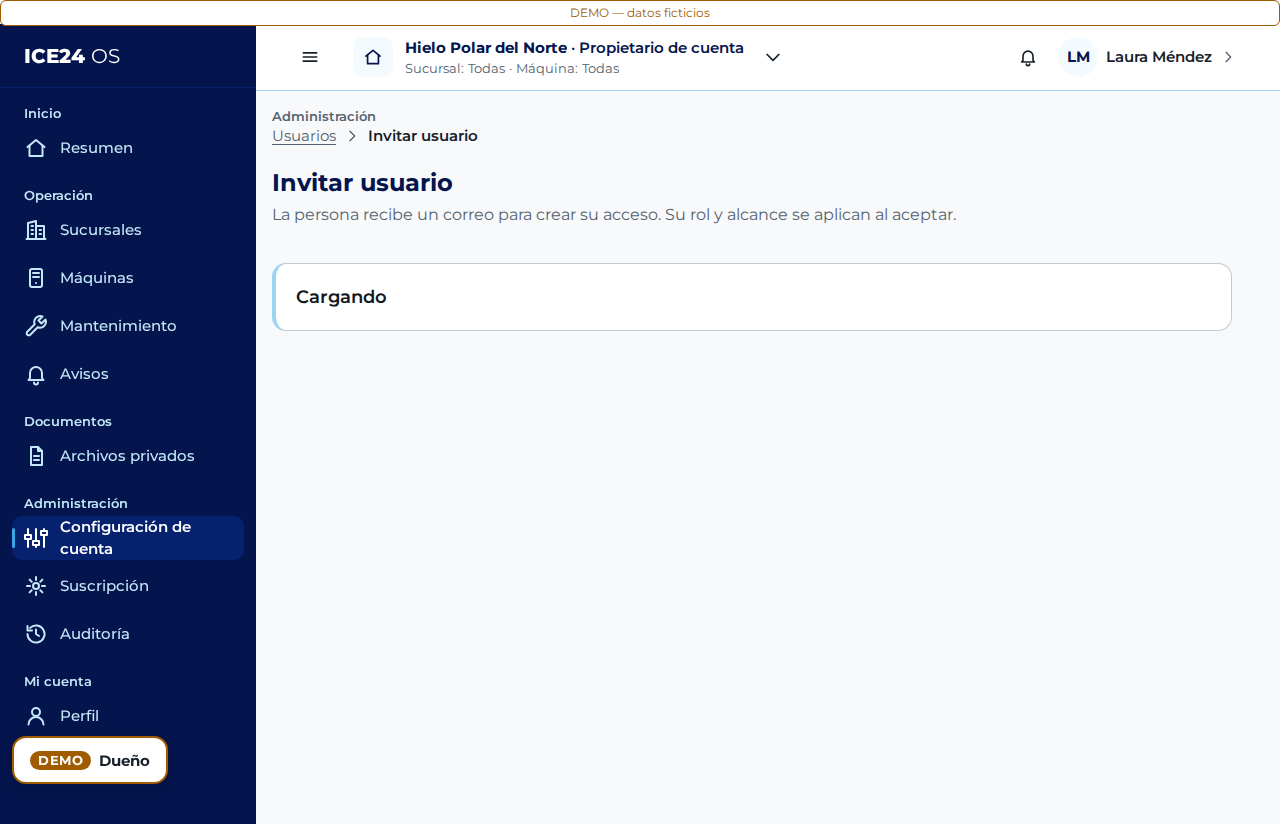 DEMO — datos ficticios
ICE24 OS
Inicio
Resumen
Operación
Sucursales
Máquinas
Mantenimiento
Avisos
Documentos
Archivos privados
Administración
Configuración de
cuenta
Suscripción
Auditoría
Mi cuenta
Perfil
DEMO Dueño
Hielo Polar del Norte · Propietario de cuenta
Sucursal: Todas · Máquina: Todas
LM Laura Méndez
Administración
Usuarios > Invitar usuario
Invitar usuario
La persona recibe un correo para crear su acceso. Su rol y alcance se aplican al aceptar.
Cargando